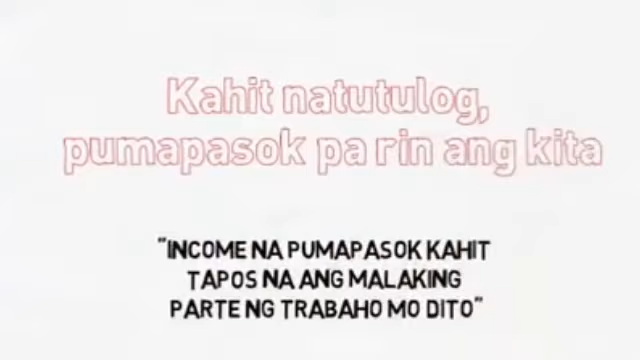 Kahit natutulog,
pumapasok pa rin ang kita
"INCOME NA PUMAPASOK KAHIT
TAPOS NA ANG MALAKING
PARTE NG TRABAHO MO DITO"